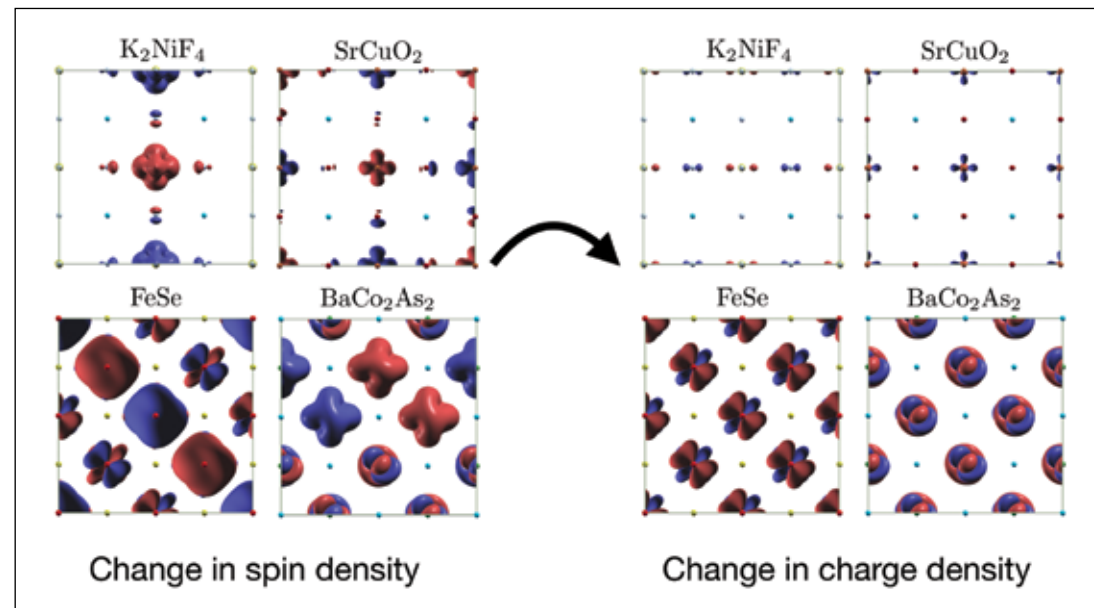 K₂NiF₄ SrCuO₂ K₂NiF₄ SrCuO₂
FeSe BaCo₂As₂ FeSe BaCo₂As₂
Change in spin density Change in charge density